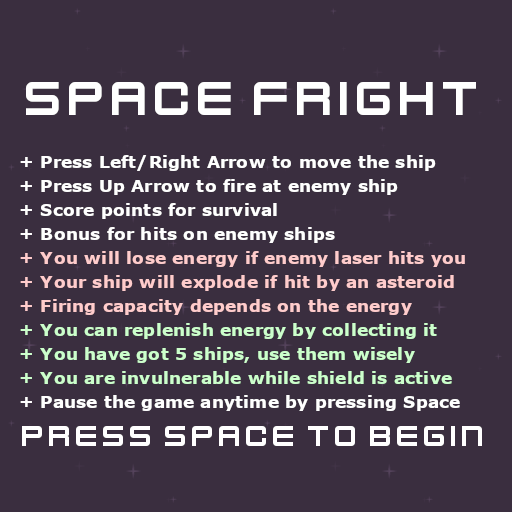 SPACE FRIGHT
+ Press Left/Right Arrow to move the ship
+ Press Up Arrow to fire at enemy ship
+ Score points for survival
+ Bonus for hits on enemy ships
+ You will lose energy if enemy laser hits you
+ Your ship will explode if hit by an asteroid
+ Firing capacity depends on the energy
+ You can replenish energy by collecting it
+ You have got 5 ships, use them wisely
+ You are invulnerable while shield is active
+ Pause the game anytime by pressing Space
PRESS SPACE TO BEGIN